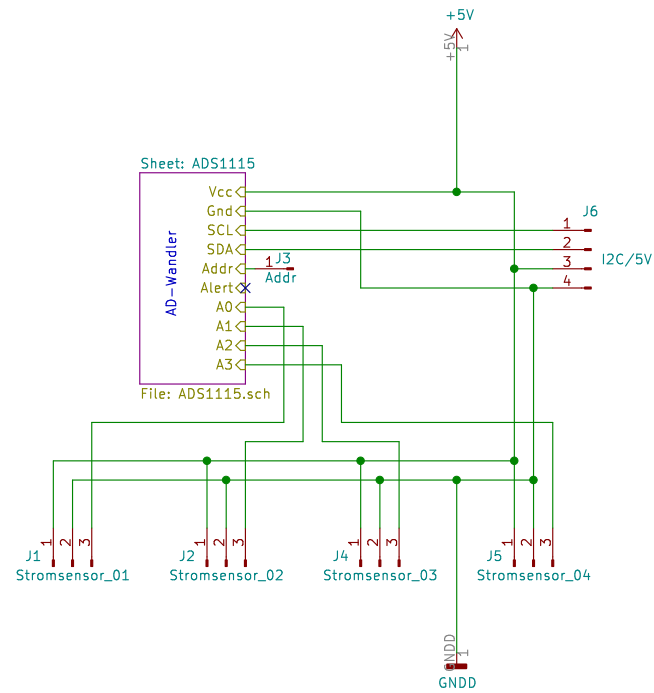 +5V
+5V
1
Sheet: ADS1115
Vcc
Gnd
SCL
SDA
Addr
Alert
A0
A1
A2
A3
AD-Wandler
1 J3
Addr
File: ADS1115.sch
J6
1
2
3
4
I2C/5V
1 2 3
J1
Stromsensor_01
1 2 3
J2
Stromsensor_02
1 2 3
J4
Stromsensor_03
1 2 3
J5
Stromsensor_04
GNDD
1
GNDD